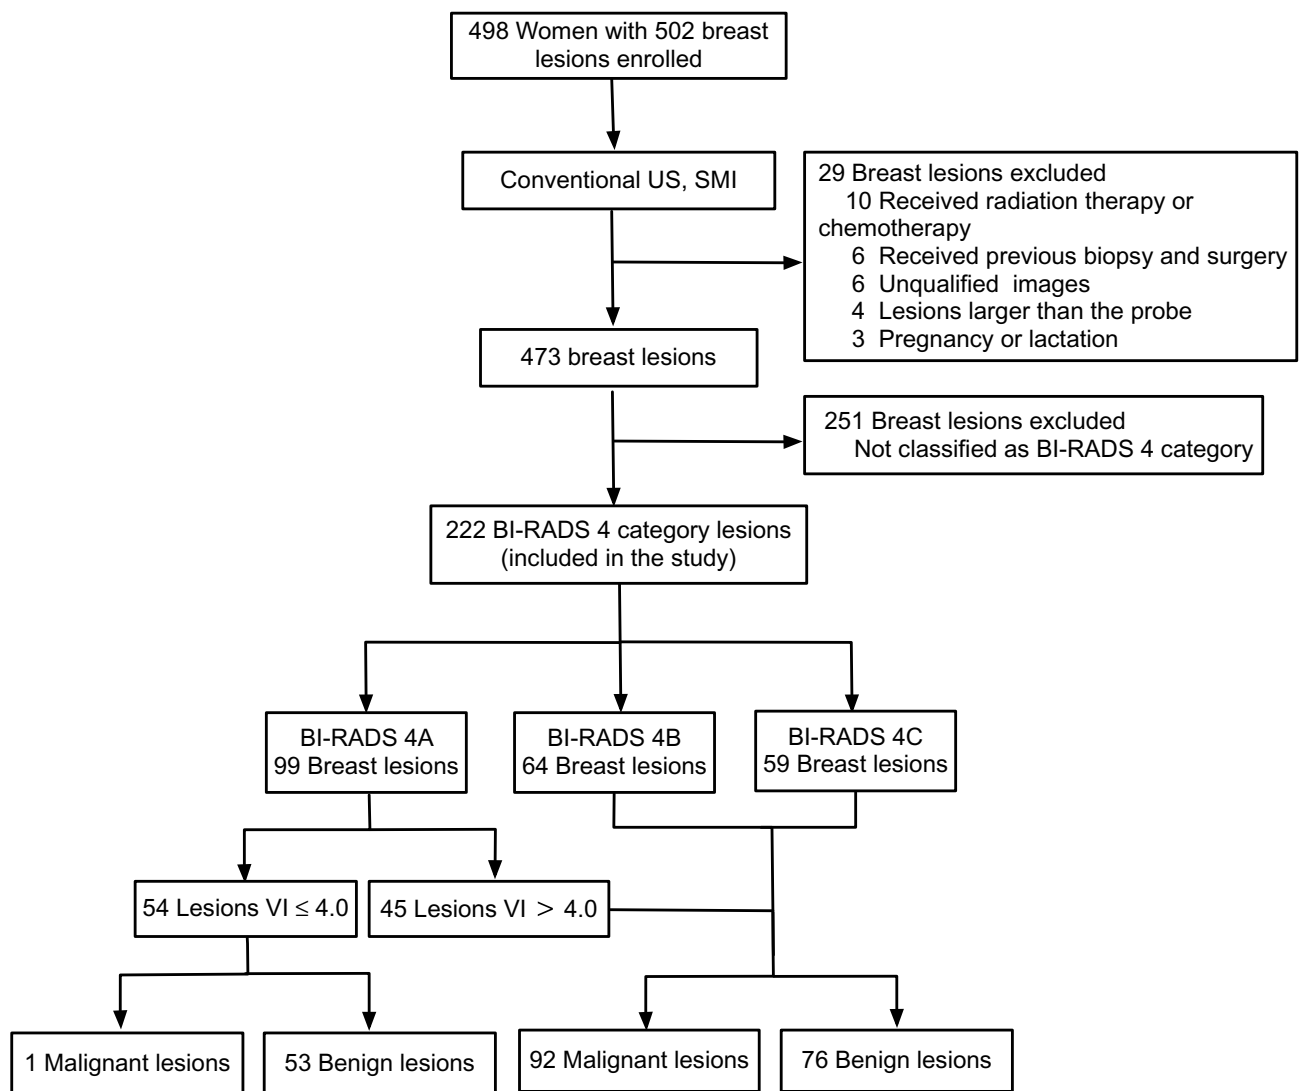 498 Women with 502 breast
lesions enrolled
Conventional US, SMI
29 Breast lesions excluded
10 Received radiation therapy or
chemotherapy
6 Received previous biopsy and surgery
6 Unqualified images
4 Lesions larger than the probe
3 Pregnancy or lactation
473 breast lesions
251 Breast lesions excluded
Not classified as BI-RADS 4 category
222 BI-RADS 4 category lesions
(included in the study)
BI-RADS 4A
99 Breast lesions
BI-RADS 4B
64 Breast lesions
BI-RADS 4C
59 Breast lesions
54 Lesions VI ≤ 4.0
45 Lesions VI > 4.0
1 Malignant lesions
53 Benign lesions
92 Malignant lesions
76 Benign lesions